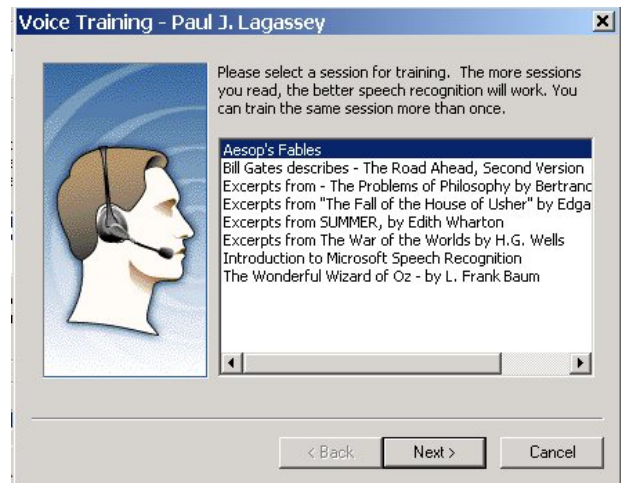 Voice Training - Paul J. Lagassey
Please select a session for training. The more sessions
you read, the better speech recognition will work. You
can train the same session more than once.
Aesop's Fables
Bill Gates describes - The Road Ahead, Second Version
Excerpts from - The Problems of Philosophy by Bertranc
Excerpts from "The Fall of the House of Usher" by Edga
Excerpts from SUMMER, by Edith Wharton
Excerpts from The War of the Worlds by H.G. Wells
Introduction to Microsoft Speech Recognition
The Wonderful Wizard of Oz - by L. Frank Baum
< Back Next > Cancel